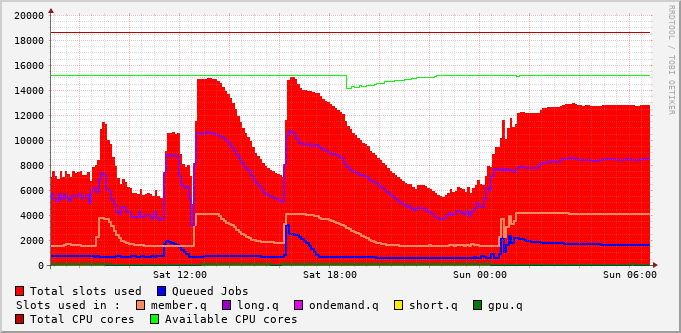 20000
18000
16000
14000
12000
10000
8000
6000
4000
2000
0
Sat 12:00 Sat 18:00 Sun 00:00 Sun 06:00
RRDTOOL / TOBI OETIKER
Total slots used Queued Jobs
Slots used in : member.q long.q ondemand.q short.q gpu.q
Total CPU cores Available CPU cores